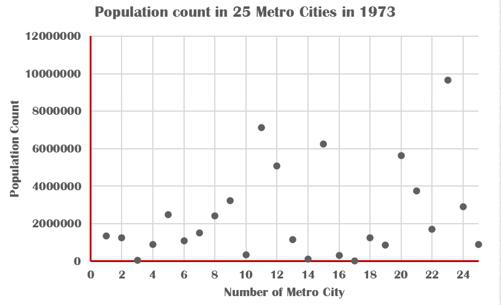 Population count in 25 Metro Cities in 1973
12000000
10000000
8000000
6000000
4000000
2000000
0
Population Count
0 2 4 6 8 10 12 14 16 18 20 22 24
Number of Metro City